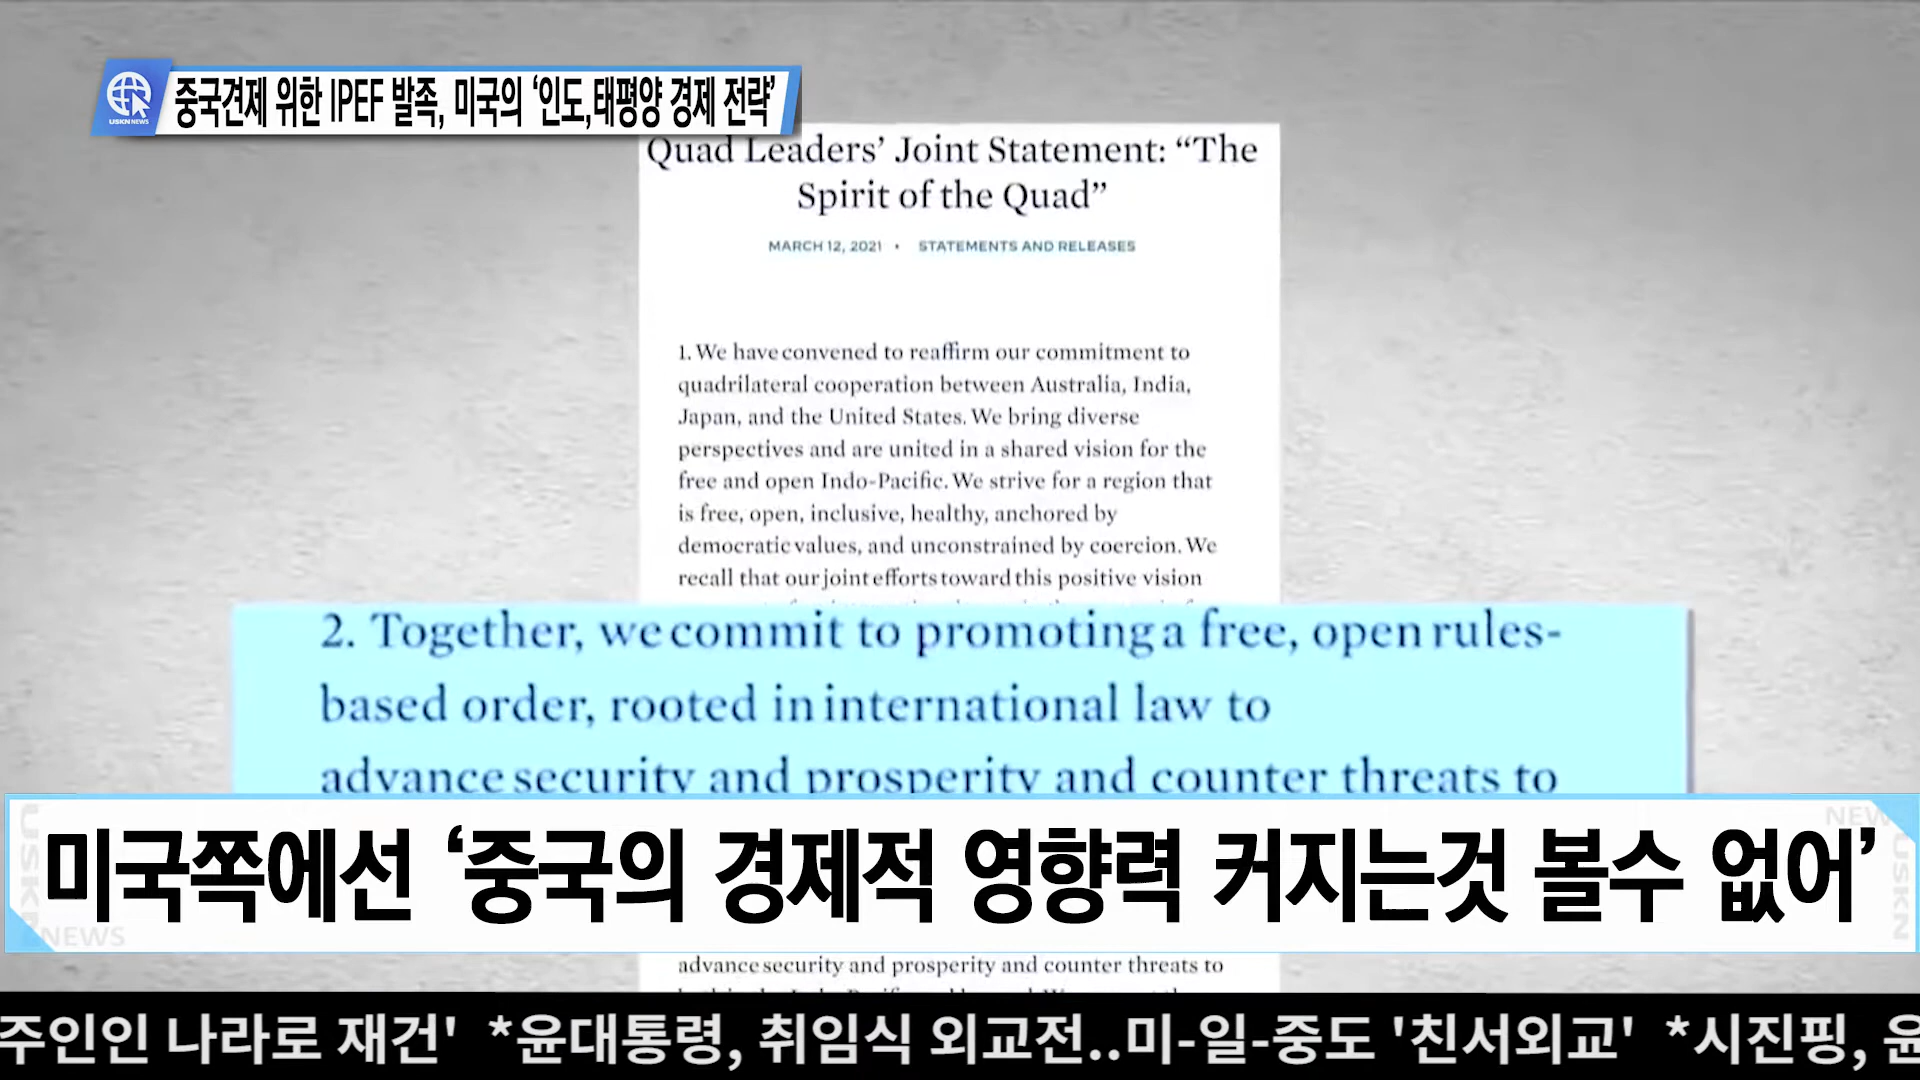 중국견제 위한 IPEF 발족, 미국의 ‘인도,태평양 경제 전략’
USKN NEWS
Quad Leaders’ Joint Statement: “The
Spirit of the Quad”
MARCH 12, 2021 • STATEMENTS AND RELEASES
1. We have convened to reaffirm our commitment to
quadrilateral cooperation between Australia, India,
Japan, and the United States. We bring diverse
perspectives and are united in a shared vision for the
free and open Indo-Pacific. We strive for a region that
is free, open, inclusive, healthy, anchored by
democratic values, and unconstrained by coercion. We
recall that our joint efforts toward this positive vision
2. Together, we commit to promoting a free, open rules-
based order, rooted in international law to
advance security and prosperity and counter threats to
미국쪽에선 ‘중국의 경제적 영향력 커지는것 볼수 없어’
USKN NEWS
NEWS USKN
advance security and prosperity and counter threats to
주인인 나라로 재건' *윤대통령, 취임식 외교전..미-일-중도 '친서외교' *시진핑, 윤